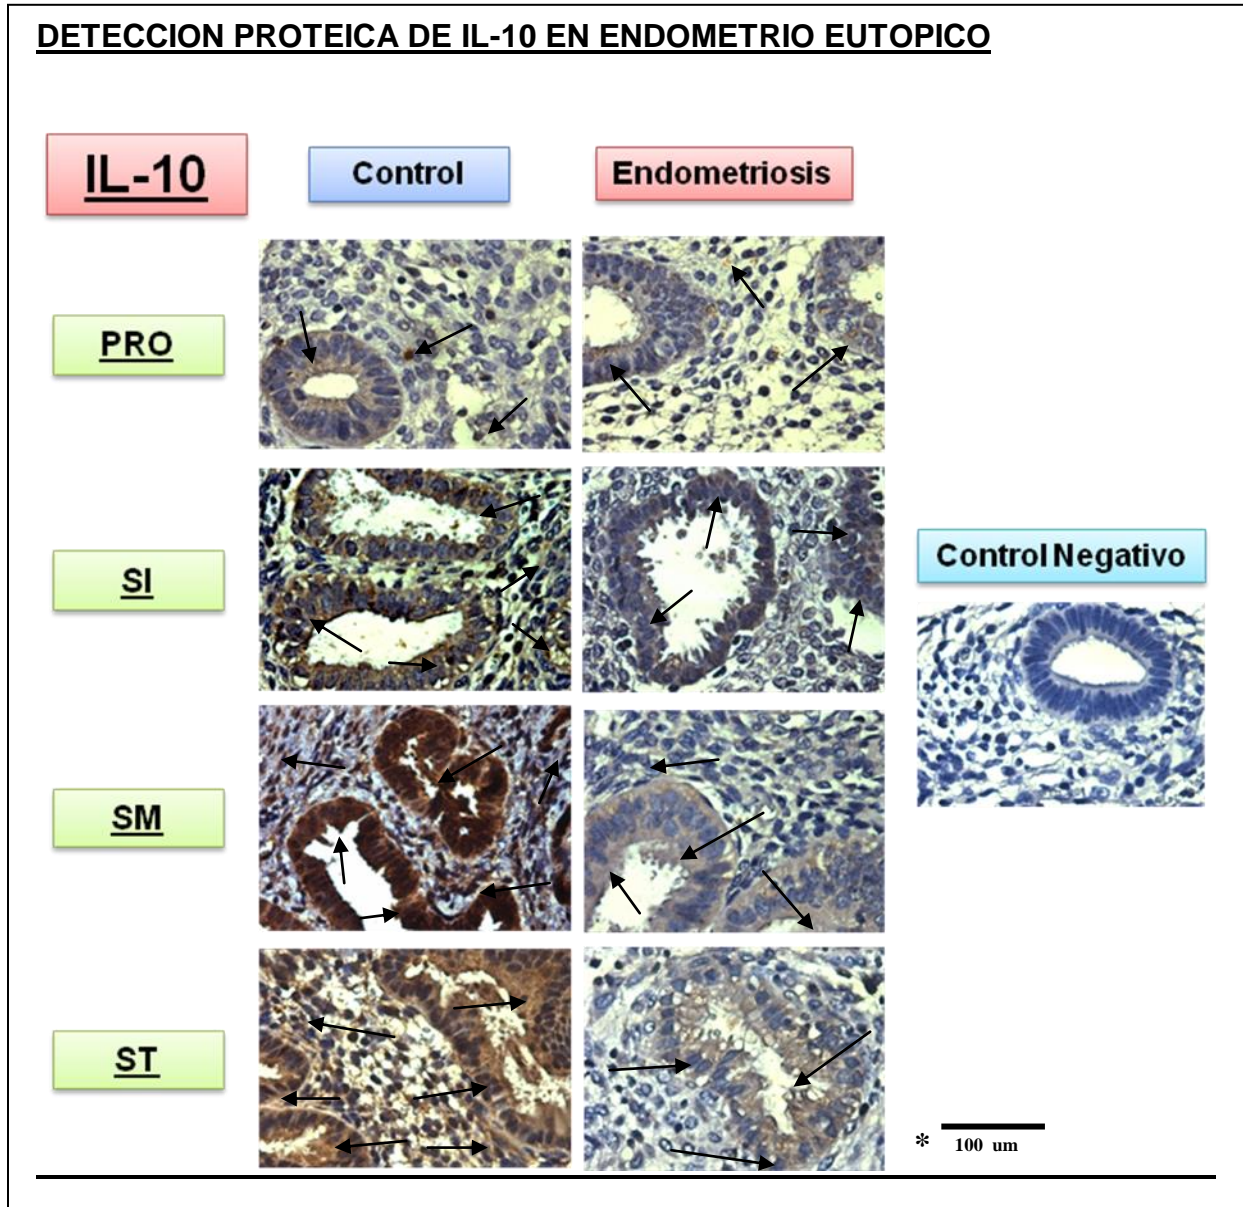 DETECCION PROTEICA DE IL-10 EN ENDOMETRIO EUTOPICO
IL-10
Control
Endometriosis
PRO
SI
Control Negativo
SM
ST
* 100 um